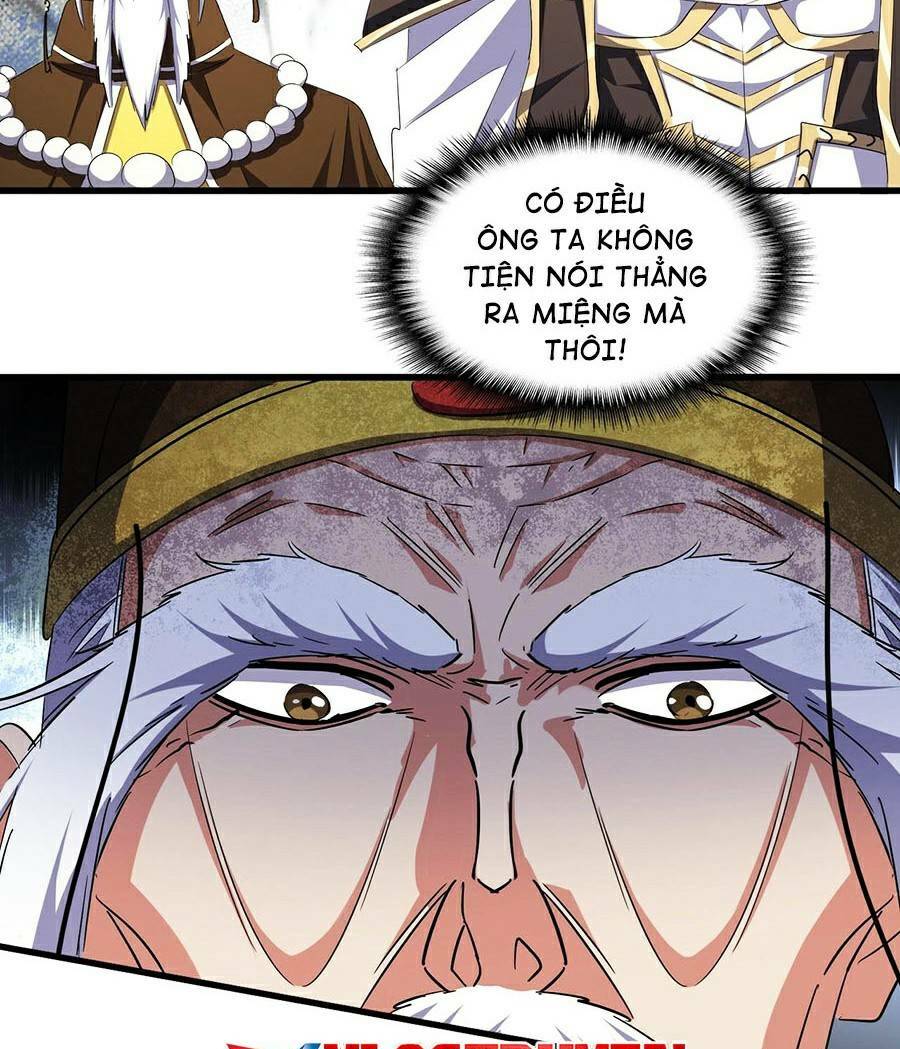 CÓ ĐIỀU
ÔNG TA KHÔNG
TIỆN NÓI THẲNG
RA MIỆNG MÀ
THÔI!